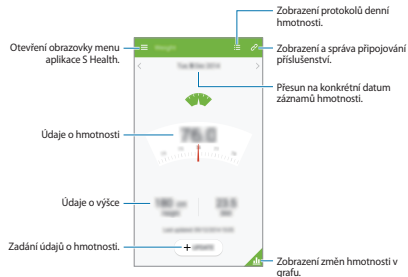 Zobrazení protokolů denní
hmotnosti.
Otevření obrazovky menu
aplikace S Health.
Zobrazení a správa připojování
příslušenství.
Přesun na konkrétní datum
záznamů hmotnosti.
Údaje o hmotnosti
Údaje o výšce
Zadání údajů o hmotnosti.
Zobrazení změn hmotnosti v
grafu.